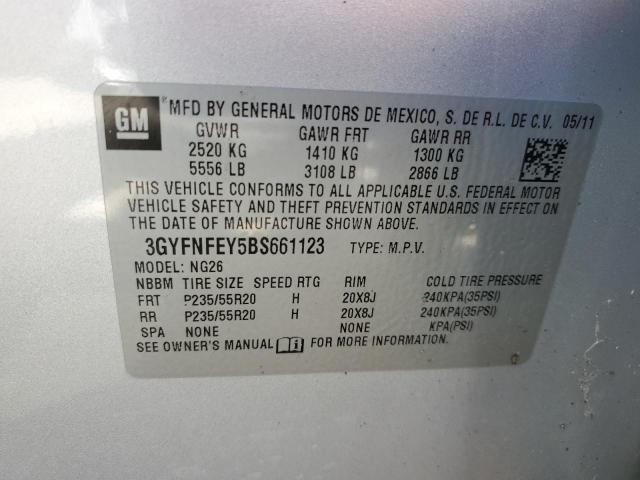 GM ® MFD BY GENERAL MOTORS DE MEXICO, S. DE R.L. DE C.V. 05/11
GVWR GAWR FRT GAWR RR
2520 KG 1410 KG 1300 KG
5556 LB 3108 LB 2866 LB
THIS VEHICLE CONFORMS TO ALL APPLICABLE U.S. FEDERAL MOTOR
VEHICLE SAFETY AND THEFT PREVENTION STANDARDS IN EFFECT ON
THE DATE OF MANUFACTURE SHOWN ABOVE.
3GYFNFEY5BS661123 TYPE: M.P.V.
MODEL: NG26
NBBM TIRE SIZE SPEED RTG RIM COLD TIRE PRESSURE
FRT P235/55R20 H 20X8J 240KPA(35PSI)
RR P235/55R20 H 20X8J 240KPA(35PSI)
SPA NONE NONE KPA(PSI)
SEE OWNER'S MANUAL FOR MORE INFORMATION.